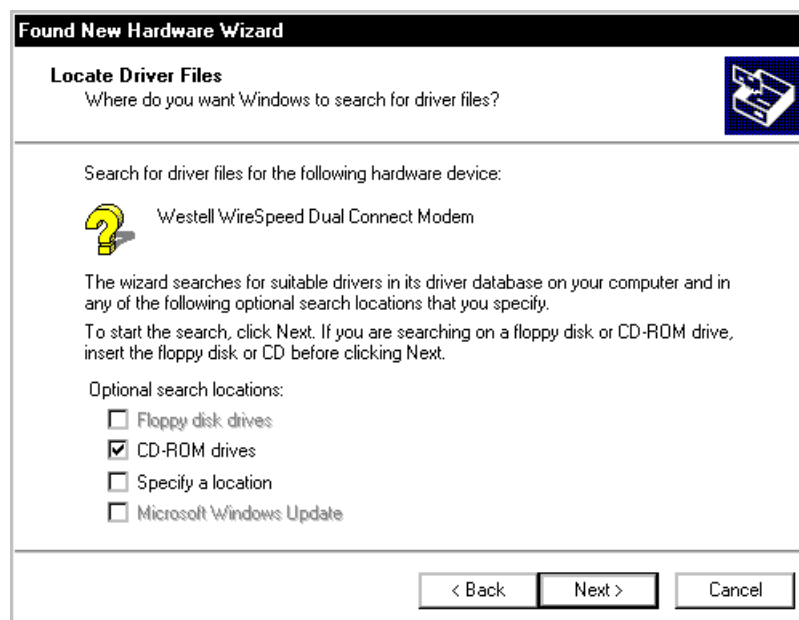 Found New Hardware Wizard
Locate Driver Files
Where do you want Windows to search for driver files?
Search for driver files for the following hardware device:
Westell WireSpeed Dual Connect Modem
The wizard searches for suitable drivers in its driver database on your computer and in
any of the following optional search locations that you specify.
To start the search, click Next. If you are searching on a floppy disk or CD-ROM drive,
insert the floppy disk or CD before clicking Next.
Optional search locations:
Floppy disk drives
CD-ROM drives
Specify a location
Microsoft Windows Update
< Back Next > Cancel